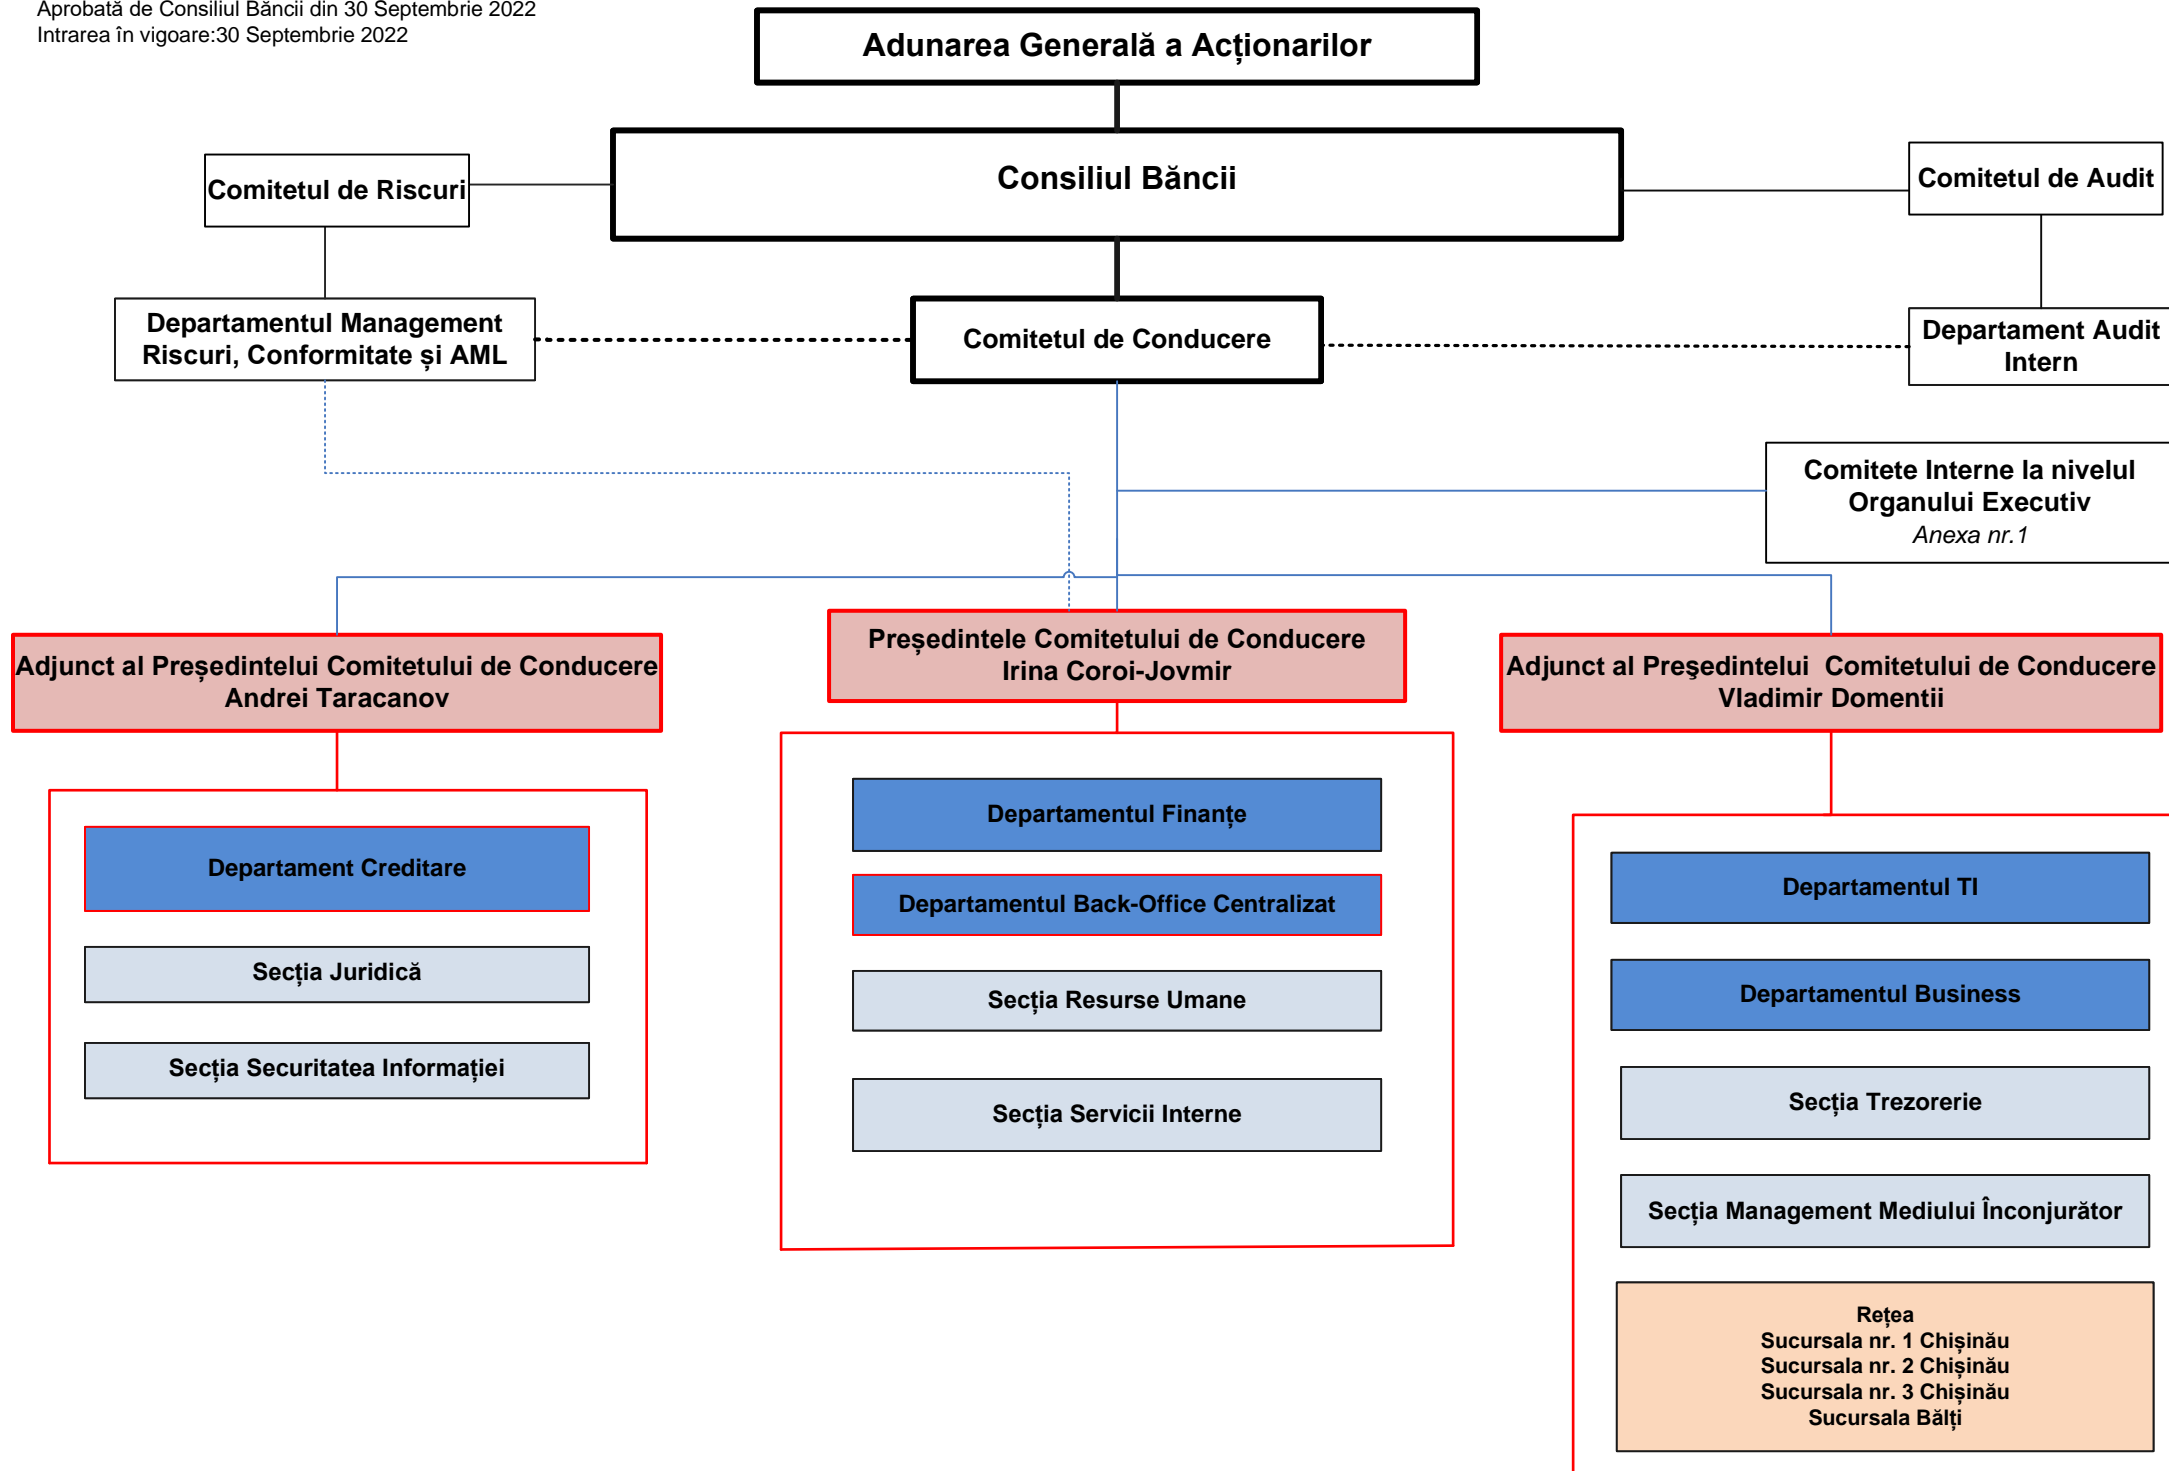 Aprobată de Consiliul Băncii din 30 Septembrie 2022
Intrarea în vigoare:30 Septembrie 2022
Adunarea Generală a Acționarilor
Consiliul Băncii
Comitetul de Riscuri
Comitetul de Audit
Departamentul Management
Riscuri, Conformitate și AML
Comitetul de Conducere
Departament Audit
Intern
Comitete Interne la nivelul
Organului Executiv
Anexa nr.1
Adjunct al Președintelui Comitetului de Conducere
Andrei Taracanov
Președintele Comitetului de Conducere
Irina Coroi-Jovmir
Adjunct al Preşedintelui  Comitetului de Conducere
Vladimir Domentii
Departament Creditare
Secția Juridică
Secția Securitatea Informației
Departamentul Finanțe
Departamentul Back-Office Centralizat
Secția Resurse Umane
Secția Servicii Interne
Departamentul TI
Departamentul Business
Secția Trezorerie
Secția Management Mediului Înconjurător
Rețea
Sucursala nr. 1 Chișinău
Sucursala nr. 2 Chișinău
Sucursala nr. 3 Chișinău
Sucursala Bălți